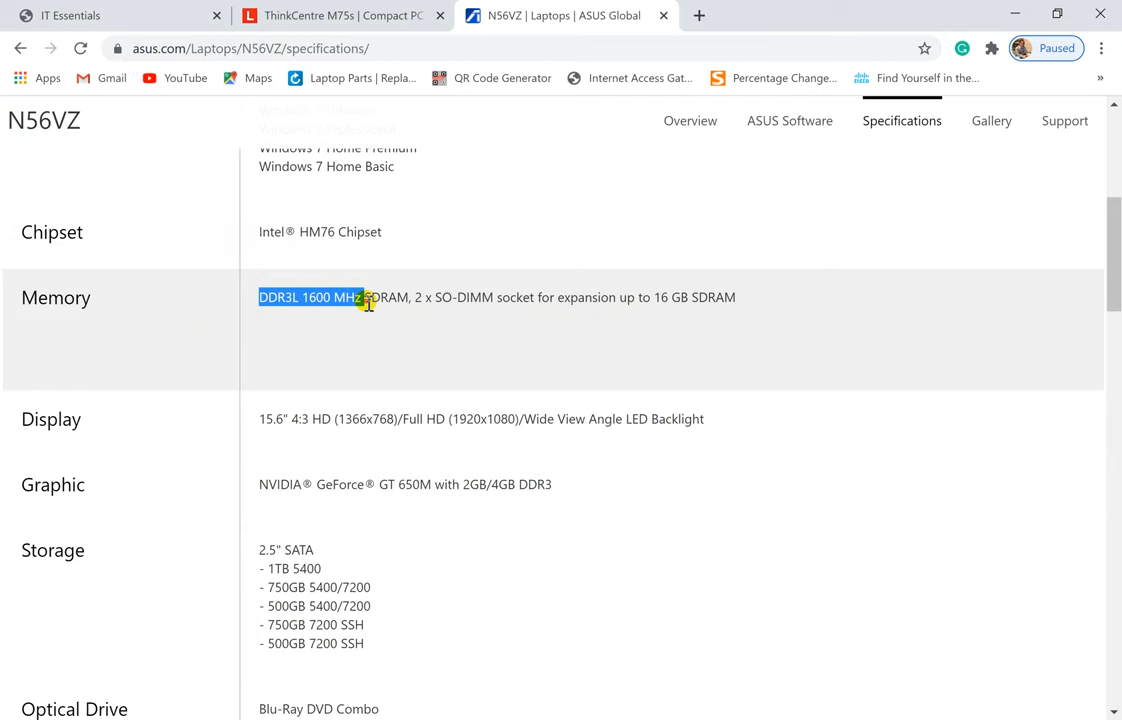 IT Essentials
ThinkCentre M75s | Compact PC
N56VZ | Laptops | ASUS Global
asus.com/Laptops/N56VZ/specifications/
Paused
Apps
Gmail
YouTube
Maps
Laptop Parts | Repla...
QR Code Generator
Internet Access Gat...
Percentage Change...
Find Yourself in the...
»
N56VZ
Overview
ASUS Software
Specifications
Gallery
Support
Windows 7 Professional
Windows 7 Home Premium
Windows 7 Home Basic
Chipset
Intel® HM76 Chipset
Memory
DDR3L 1600 MHz SDRAM, 2 x SO-DIMM socket for expansion up to 16 GB SDRAM
Display
15.6" 4:3 HD (1366x768)/Full HD (1920x1080)/Wide View Angle LED Backlight
Graphic
NVIDIA® GeForce® GT 650M with 2GB/4GB DDR3
Storage
2.5" SATA
- 1TB 5400
- 750GB 5400/7200
- 500GB 5400/7200
- 750GB 7200 SSH
- 500GB 7200 SSH
Optical Drive
Blu-Ray DVD Combo